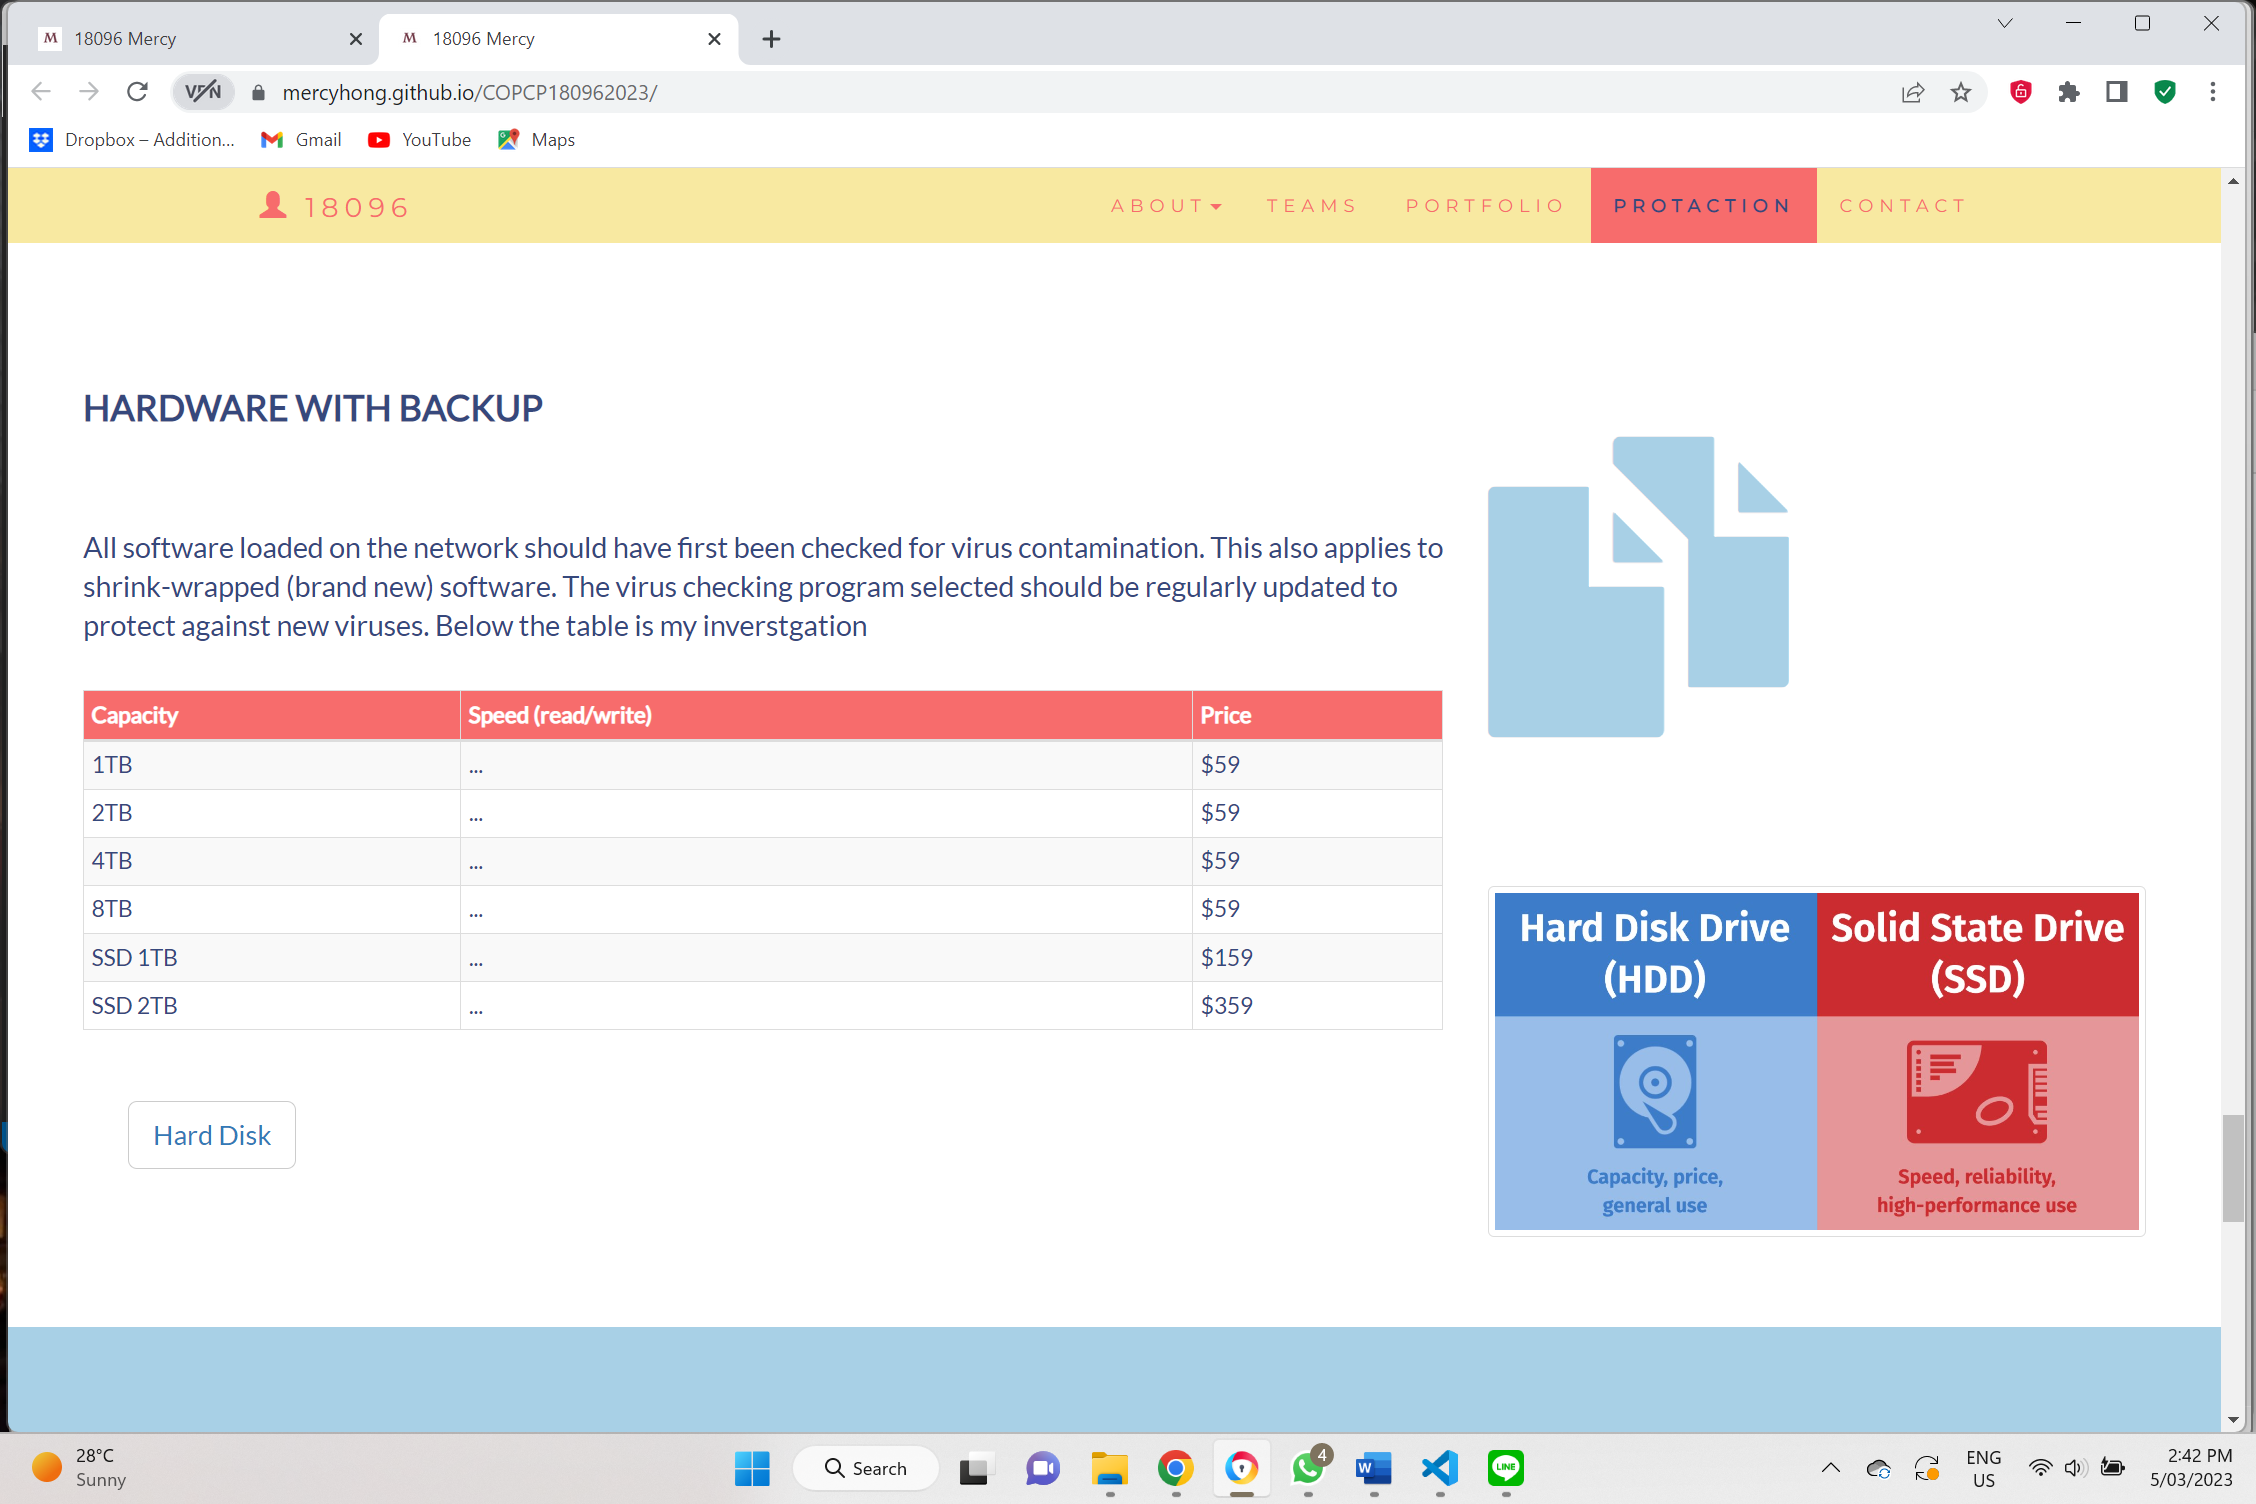 M 18096 Mercy
M 18096 Mercy
VPN mercyhong.github.io/COPCP180962023/
Dropbox – Addition... Gmail YouTube Maps
18096 ABOUT TEAMS PORTFOLIO PROTACTION CONTACT
HARDWARE WITH BACKUP
All software loaded on the network should have first been checked for virus contamination. This also applies to
shrink-wrapped (brand new) software. The virus checking program selected should be regularly updated to
protect against new viruses. Below the table is my inverstgation
Capacity Speed (read/write) Price
1TB ... $59
2TB ... $59
4TB ... $59
8TB ... $59
SSD 1TB ... $159
SSD 2TB ... $359
Hard Disk
Hard Disk Drive
(HDD)
Capacity, price,
general use
Solid State Drive
(SSD)
Speed, reliability,
high-performance use
28°C
Sunny
Search
4
W
LINE
ENG
US
2:42 PM
5/03/2023